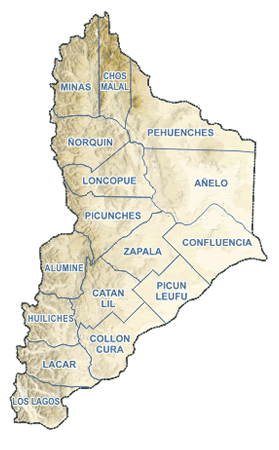 MINAS
CHOS
MALAL
ÑORQUIN
PEHUENCHES
LONCOPUE
AÑELO
PICUNCHES
ZAPALA
CONFLUENCIA
ALUMINE
CATAN
LIL
PICUN
LEUFU
HUILICHES
COLLON
CURA
LACAR
LOS LAGOS